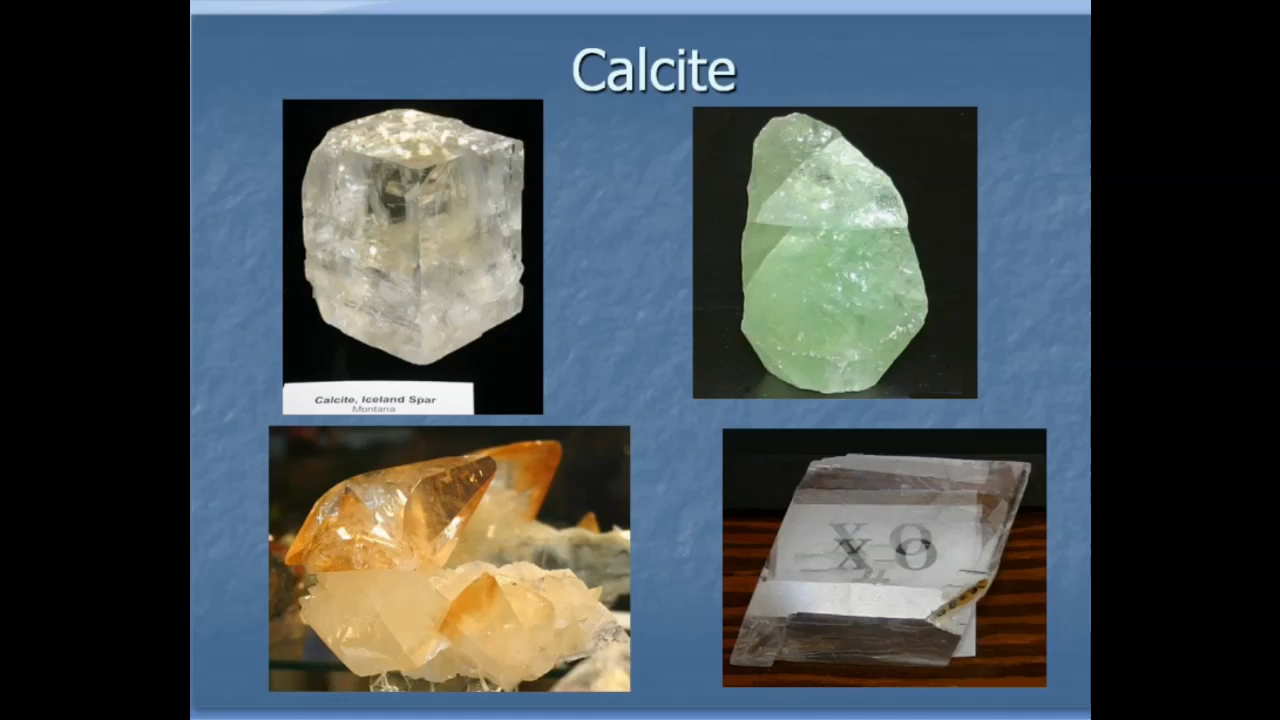 Calcite
Calcite, Iceland Spar
Montana
X O